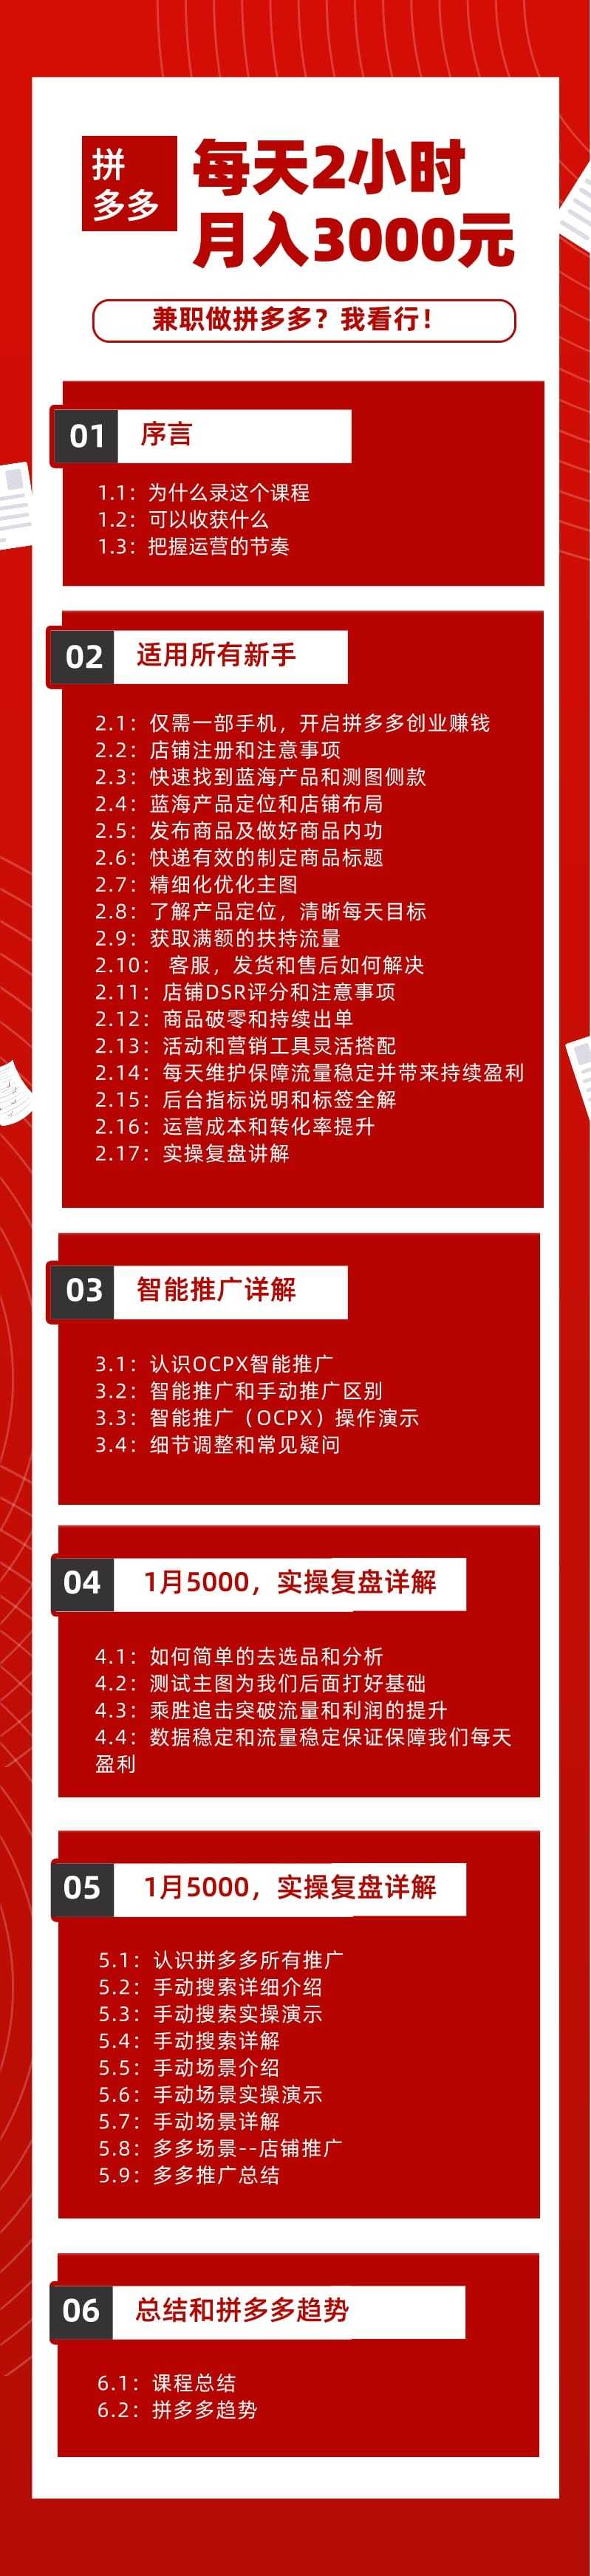 拼
多多
每天2小时
月入3000元
兼职做拼多多？我看行！
01 序言
1.1：为什么录这个课程
1.2：可以收获什么
1.3：把握运营的节奏
02 适用所有新手
2.1：仅需一部手机，开启拼多多创业赚钱
2.2：店铺注册和注意事项
2.3：快速找到蓝海产品和测图侧款
2.4：蓝海产品定位和店铺布局
2.5：发布商品及做好商品内功
2.6：快递有效的制定商品标题
2.7：精细化优化主图
2.8：了解产品定位，清晰每天目标
2.9：获取满额的扶持流量
2.10： 客服，发货和售后如何解决
2.11：店铺DSR评分和注意事项
2.12：商品破零和持续出单
2.13：活动和营销工具灵活搭配
2.14：每天维护保障流量稳定并带来持续盈利
2.15：后台指标说明和标签全解
2.16：运营成本和转化率提升
2.17：实操复盘讲解
03 智能推广详解
3.1：认识OCPX智能推广
3.2：智能推广和手动推广区别
3.3：智能推广（OCPX）操作演示
3.4：细节调整和常见疑问
04 1月5000，实操复盘详解
4.1：如何简单的去选品和分析
4.2：测试主图为我们后面打好基础
4.3：乘胜追击突破流量和利润的提升
4.4：数据稳定和流量稳定保证保障我们每天
盈利
05 1月5000，实操复盘详解
5.1：认识拼多多所有推广
5.2：手动搜索详细介绍
5.3：手动搜索实操演示
5.4：手动搜索详解
5.5：手动场景介绍
5.6：手动场景实操演示
5.7：手动场景详解
5.8：多多场景--店铺推广
5.9：多多推广总结
06 总结和拼多多趋势
6.1：课程总结
6.2：拼多多趋势